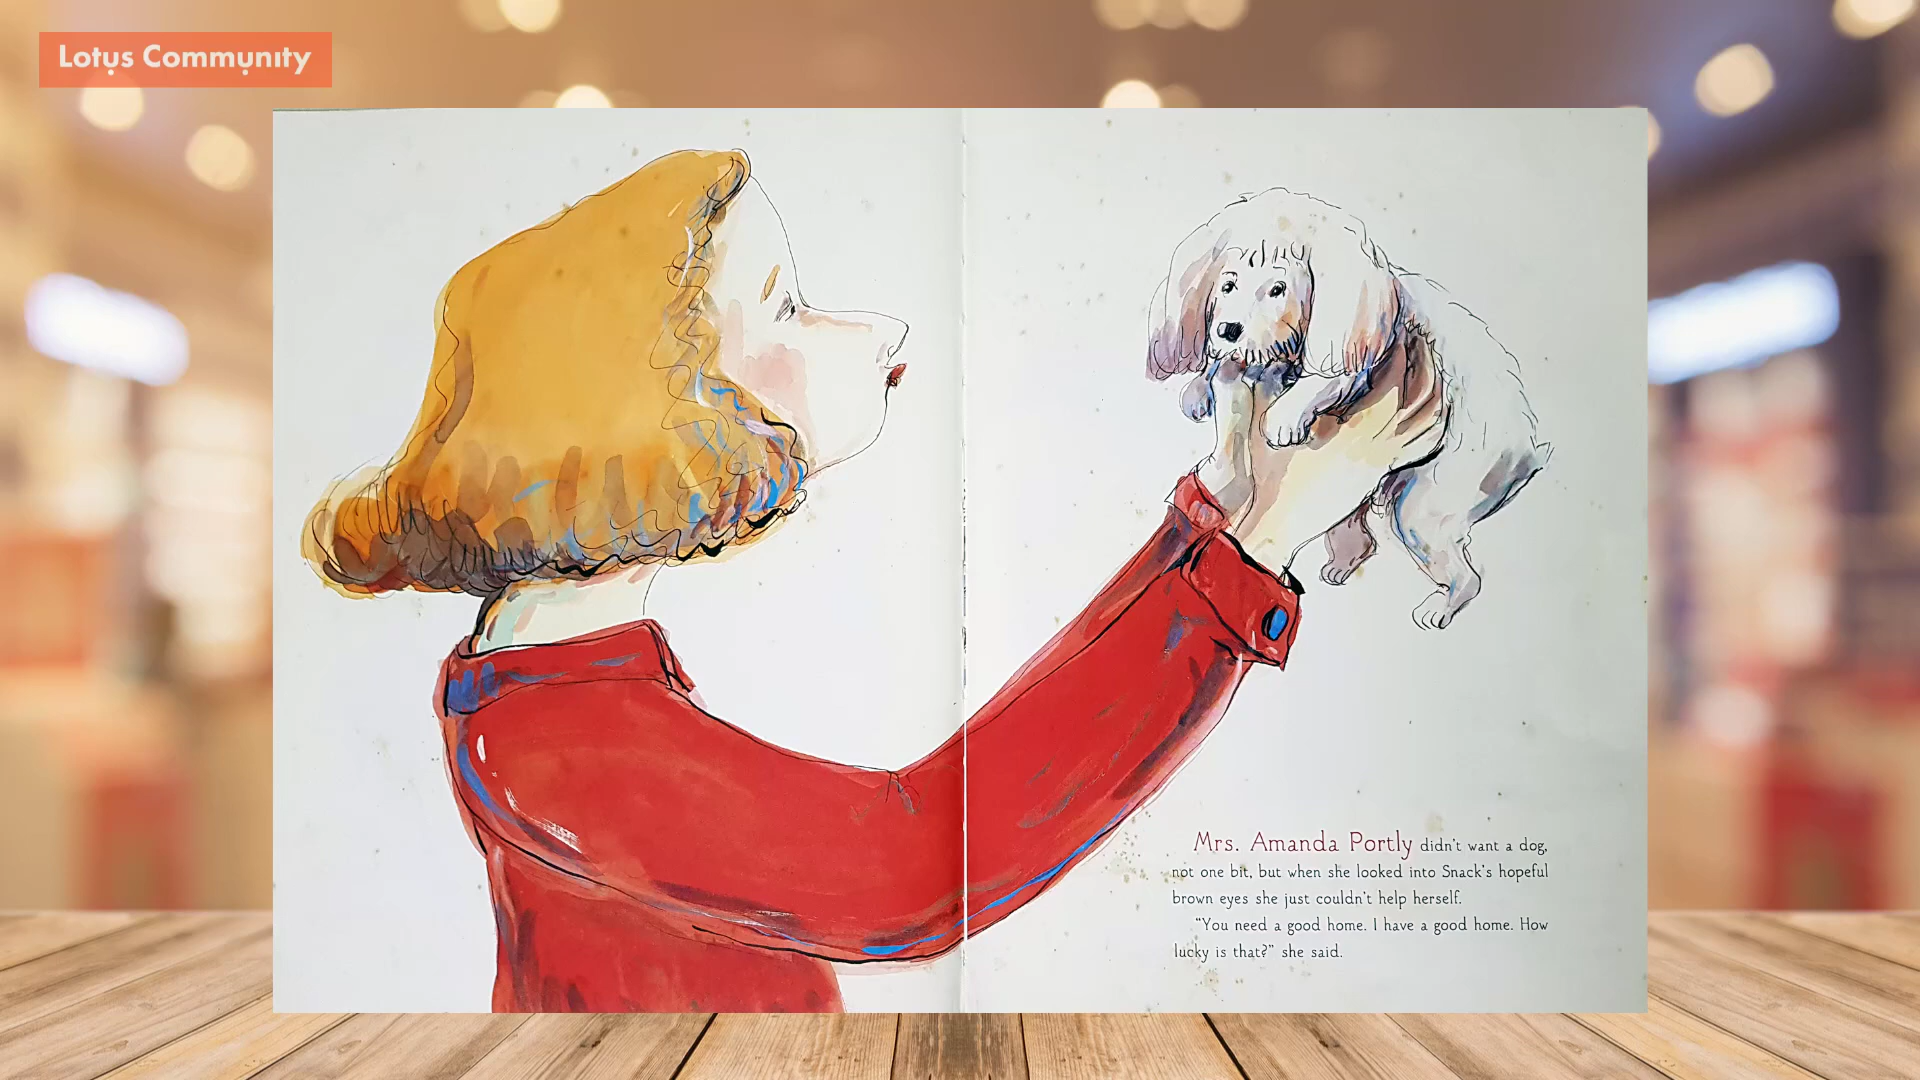 Lotus Community
Mrs. Amanda Portly didn't want a dog,
not one bit, but when she looked into Snack's hopeful
brown eyes she just couldn't help herself.
"You need a good home. I have a good home. How
lucky is that?" she said.